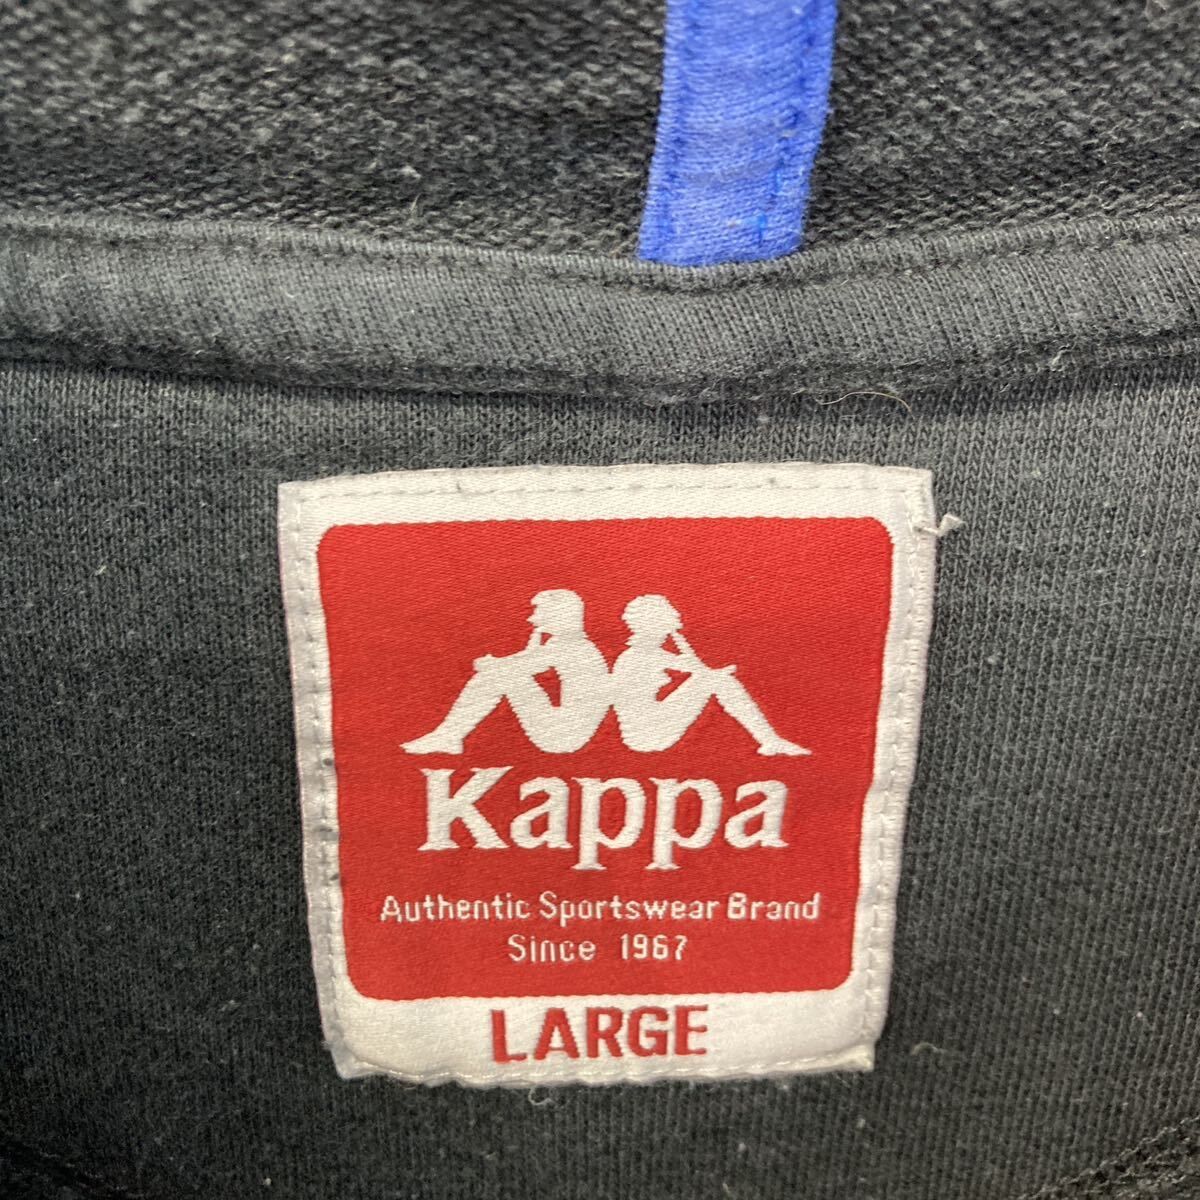 Kappa
Authentic Sportswear Brand
Since 1967
LARGE